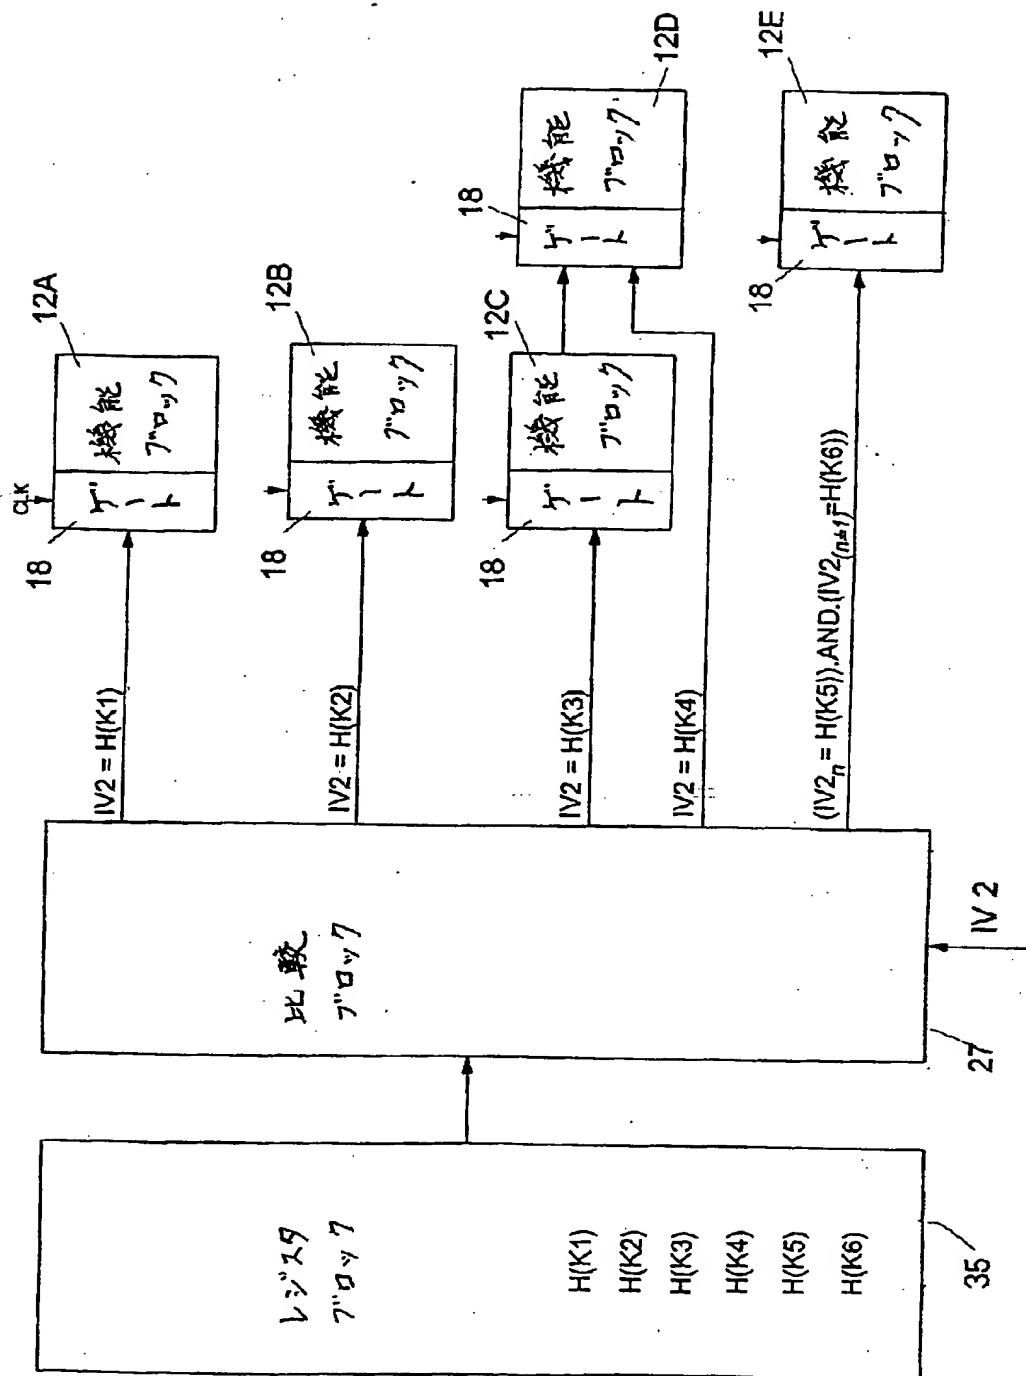 12A
CLK
18
ゲート
機能
ブロック
12B
18
ゲート
機能
ブロック
12C
18
ゲート
機能
ブロック
12D
18
ゲート
機能
ブロック
12E
18
ゲート
機能
ブロック
IV2 = H(K1)
IV2 = H(K2)
IV2 = H(K3)
IV2 = H(K4)
(IV2n = H(K5)).AND.(IV2(n+1)=H(K6))
比較
ブロック
IV 2
27
レジスタ
ブロック
H(K1)
H(K2)
H(K3)
H(K4)
H(K5)
H(K6)
35